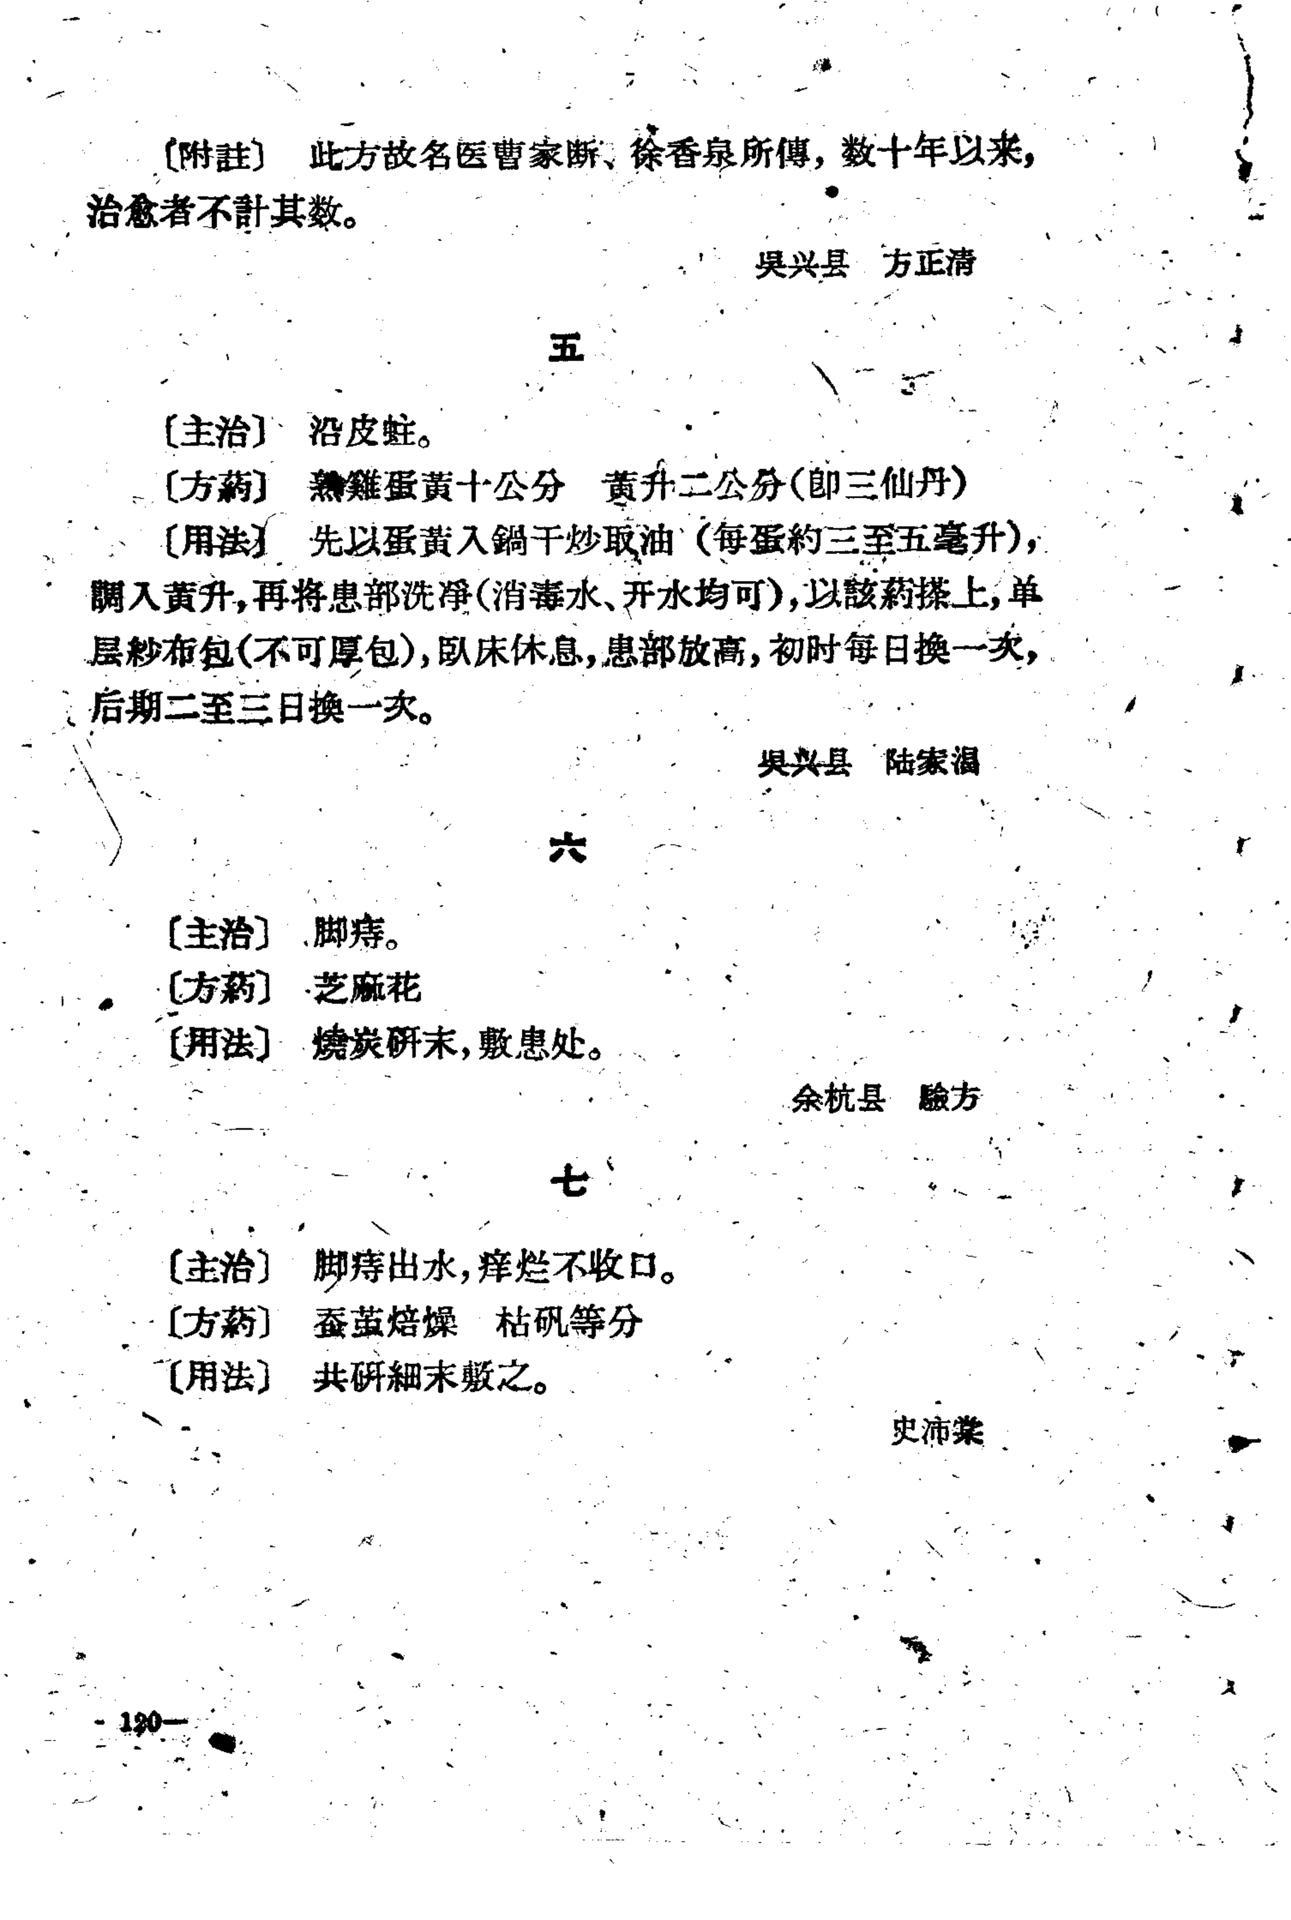 〔附註〕　此方故名医曹家断、徐香泉所傳，数十年以来，
治愈者不計其数。
吳兴县　方正清
五
〔主治〕　沿皮蛀。
〔方葯〕　熟雞蛋黃十公分　黃升二公分（卽三仙丹）
〔用法〕　先以蛋黃入鍋干炒取油（每蛋約三至五毫升），
調入黃升，再将患部洗凈（消毒水、开水均可），以該葯搽上，单
层紗布包（不可厚包），臥床休息，患部放高，初时每日換一次，
后期二至三日換一次。
吳兴县　陆家渴
六
〔主治〕　脚痔。
〔方葯〕　芝麻花
〔用法〕　燒炭研末，敷患处。
余杭县　驗方
七
〔主治〕　脚痔出水，痒烂不收口。
〔方葯〕　蚕茧焙燥　枯矾等分
〔用法〕　共研細末敷之。
史沛棠
- 120—